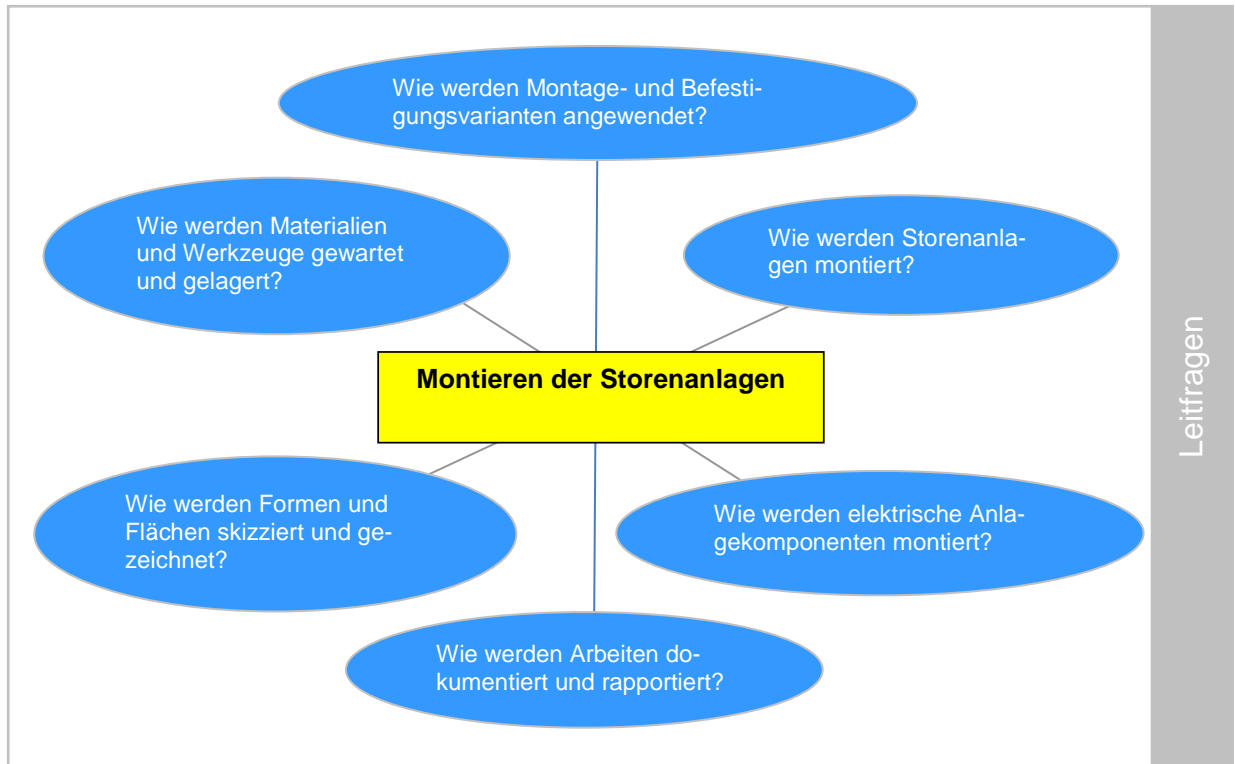 Wie werden Montage- und Befesti-
gungsvarianten angewendet?
Wie werden Materialien
und Werkzeuge gewartet
und gelagert?
Wie werden Storenanla-
gen montiert?
Montieren der Storenanlagen
Wie werden Formen und
Flächen skizziert und ge-
zeichnet?
Wie werden elektrische Anla-
gekomponenten montiert?
Wie werden Arbeiten do-
kumentiert und rapportiert?
Leitfragen